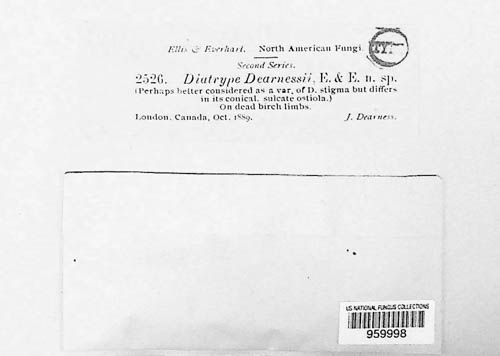 Ellis & Everhart. North American Fungi.
Second Series.
2526. Diatrype Dearnessii, E. & E. n. sp.
(Perhaps better considered as a var. of D. stigma but differs
in its conical, sulcate ostiola.)
On dead birch limbs.
London, Canada, Oct. 1889. J. Dearness.
US NATIONAL FUNGUS COLLECTIONS
959998